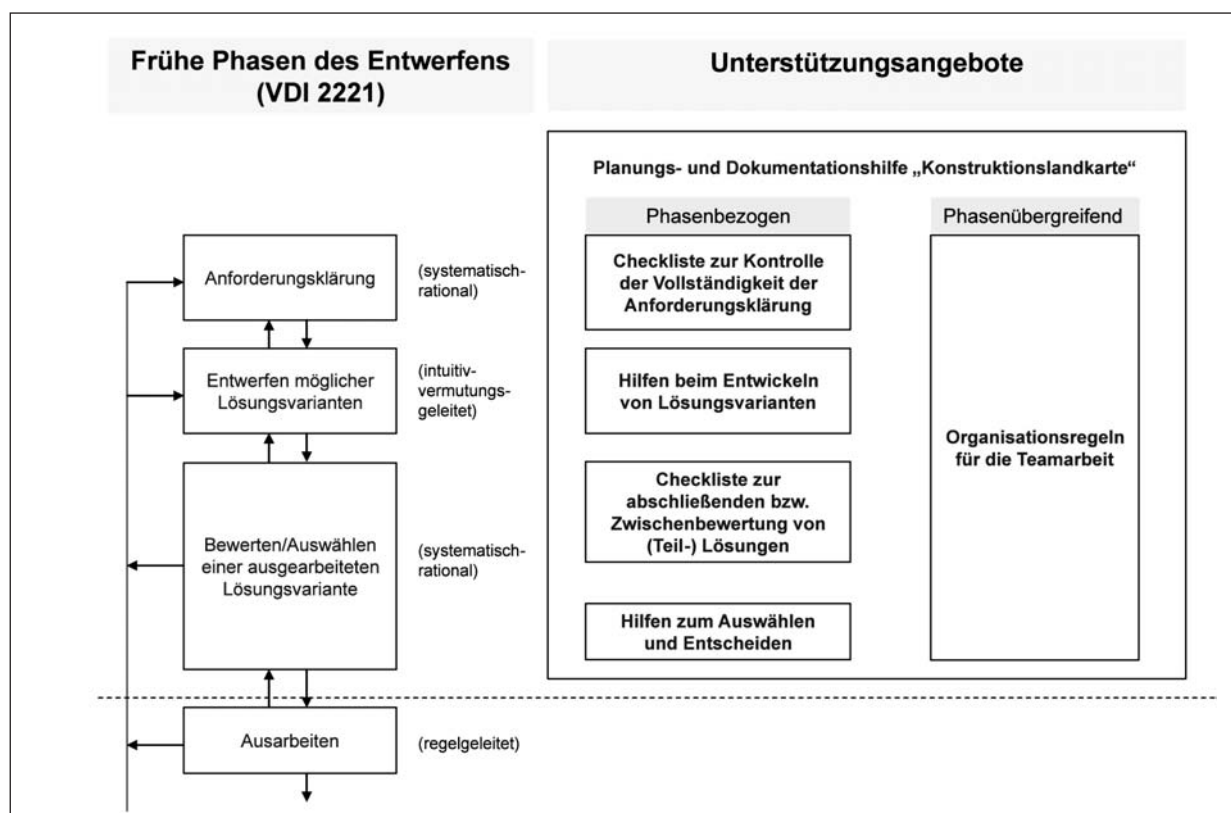 Frühe Phasen des Entwerfens
(VDI 2221)
Unterstützungsangebote
Planungs- und Dokumentationshilfe „Konstruktionslandkarte“
Phasenbezogen
Phasenübergreifend
Anforderungsklärung
(systematisch-
rational)
Checkliste zur Kontrolle
der Vollständigkeit der
Anforderungsklärung
Entwerfen möglicher
Lösungsvarianten
(intuitiv-
vermutungs-
geleitet)
Hilfen beim Entwickeln
von Lösungsvarianten
Organisationsregeln
für die Teamarbeit
Bewerten/Auswählen
einer ausgearbeiteten
Lösungsvariante
(systematisch-
rational)
Checkliste zur
abschließenden bzw.
Zwischenbewertung von
(Teil-) Lösungen
Hilfen zum Auswählen
und Entscheiden
Ausarbeiten
(regelgeleitet)